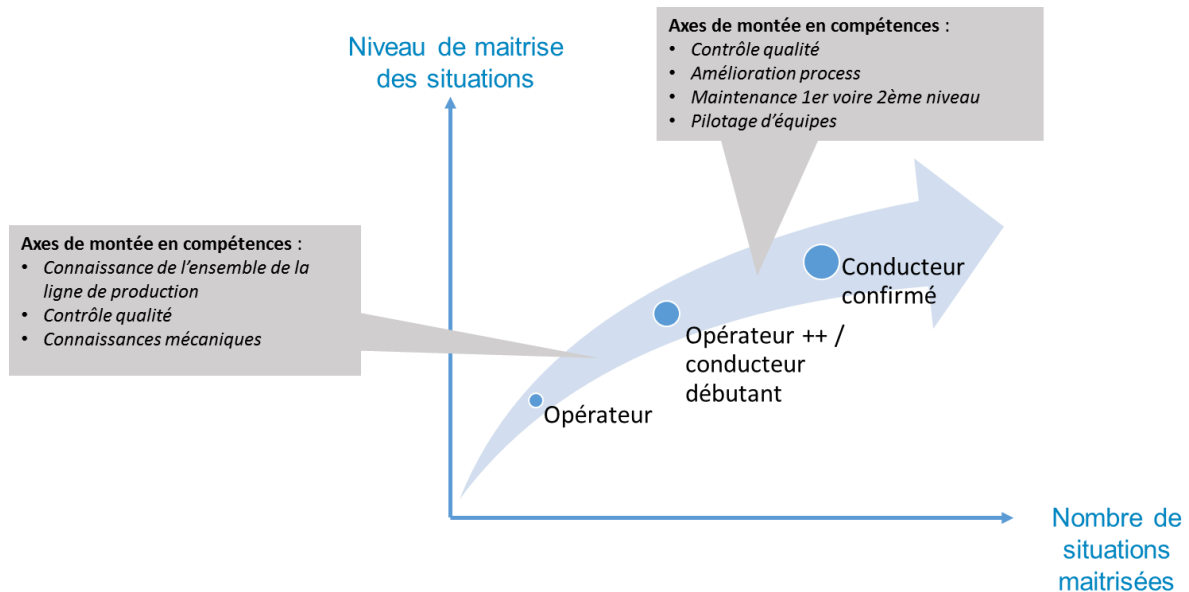 Niveau de maitrise
des situations
Axes de montée en compétences :
• Contrôle qualité
• Amélioration process
• Maintenance 1er voire 2ème niveau
• Pilotage d'équipes
Axes de montée en compétences :
• Connaissance de l'ensemble de la
ligne de production
• Contrôle qualité
• Connaissances mécaniques
Conducteur
confirmé
Opérateur ++ /
conducteur
débutant
Opérateur
Nombre de
situations
maitrisées